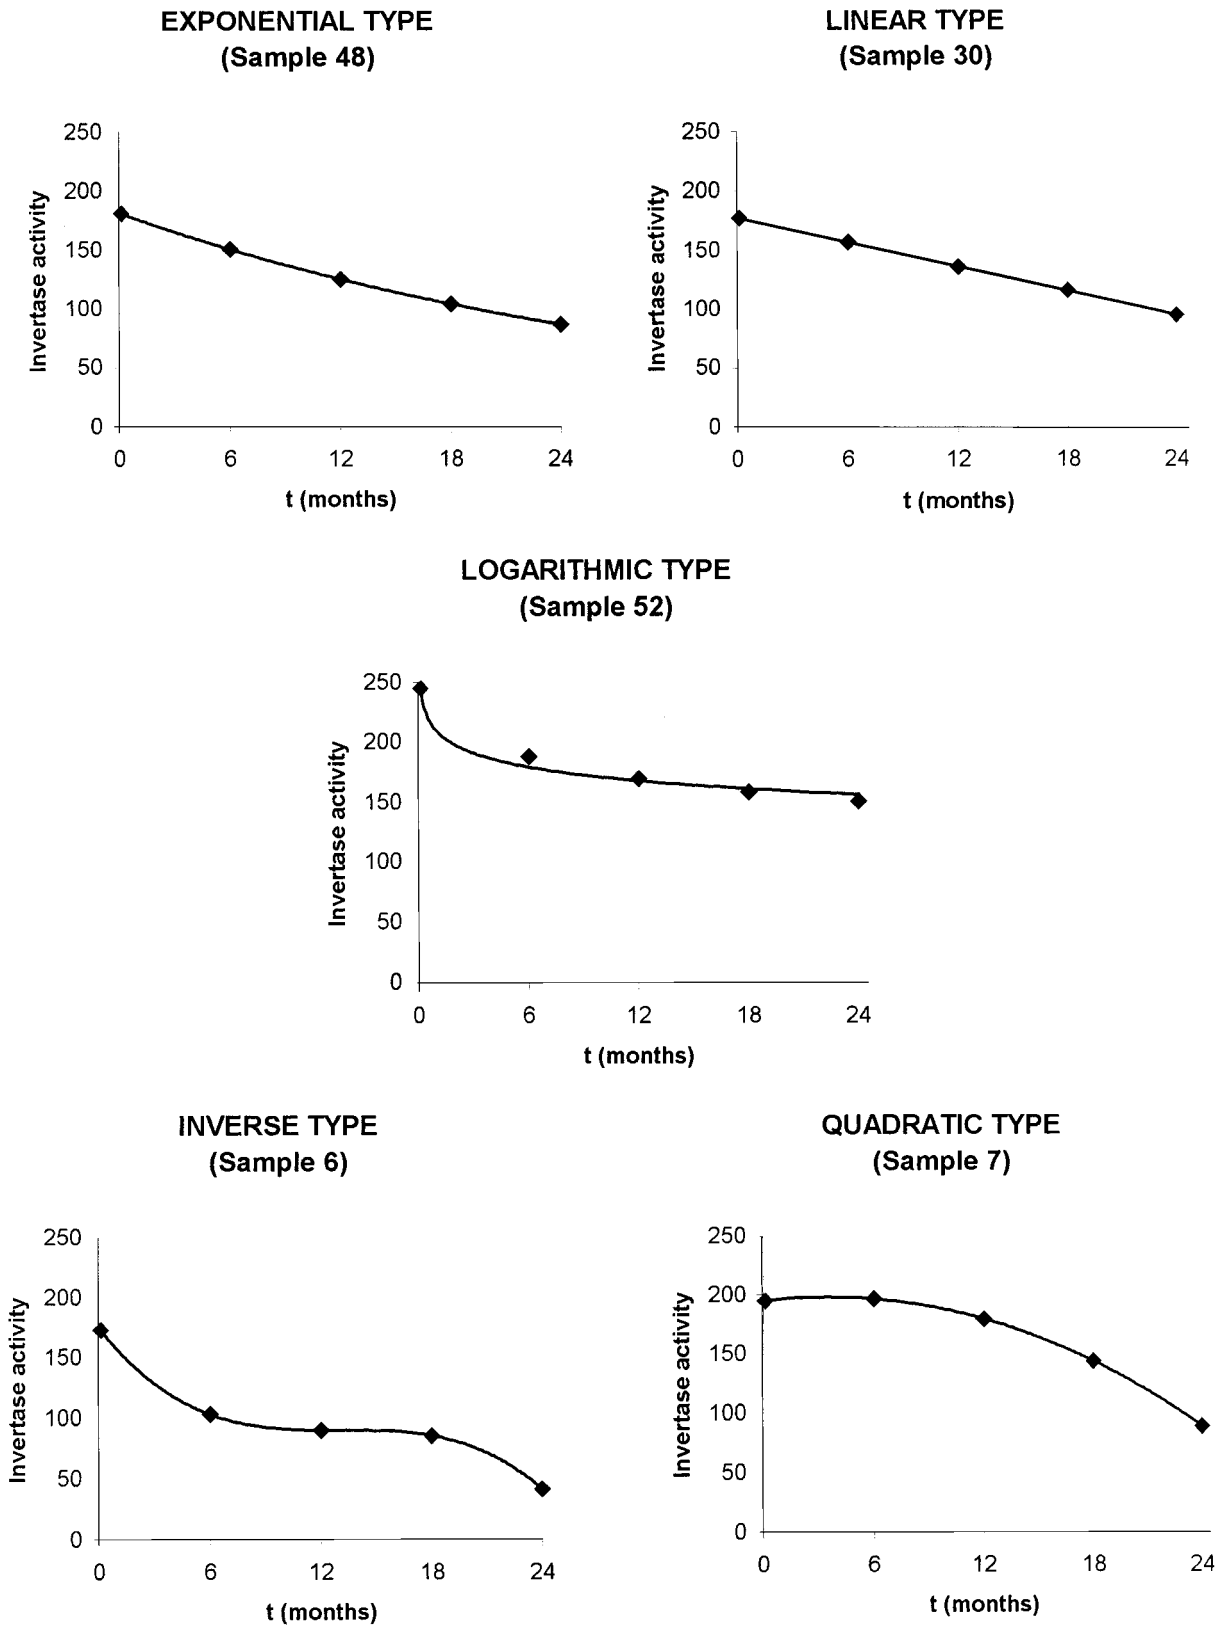 EXPONENTIAL TYPE
(Sample 48)
250
200
150
100
50
0
Invertase activity
0 6 12 18 24
t (months)
LINEAR TYPE
(Sample 30)
250
200
150
100
50
0
Invertase activity
0 6 12 18 24
t (months)
LOGARITHMIC TYPE
(Sample 52)
250
200
150
100
50
0
Invertase activity
0 6 12 18 24
t (months)
INVERSE TYPE
(Sample 6)
250
200
150
100
50
0
Invertase activity
0 6 12 18 24
t (months)
QUADRATIC TYPE
(Sample 7)
250
200
150
100
50
0
Invertase activity
0 6 12 18 24
t (months)